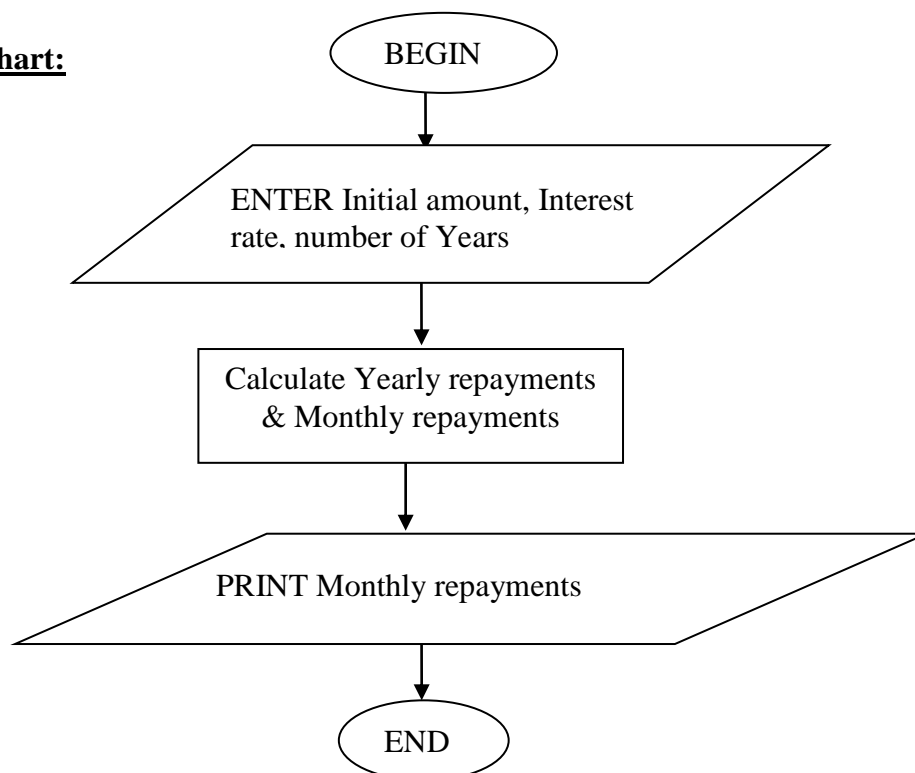 hart:
BEGIN
ENTER Initial amount, Interest
rate, number of Years
Calculate Yearly repayments
& Monthly repayments
PRINT Monthly repayments
END